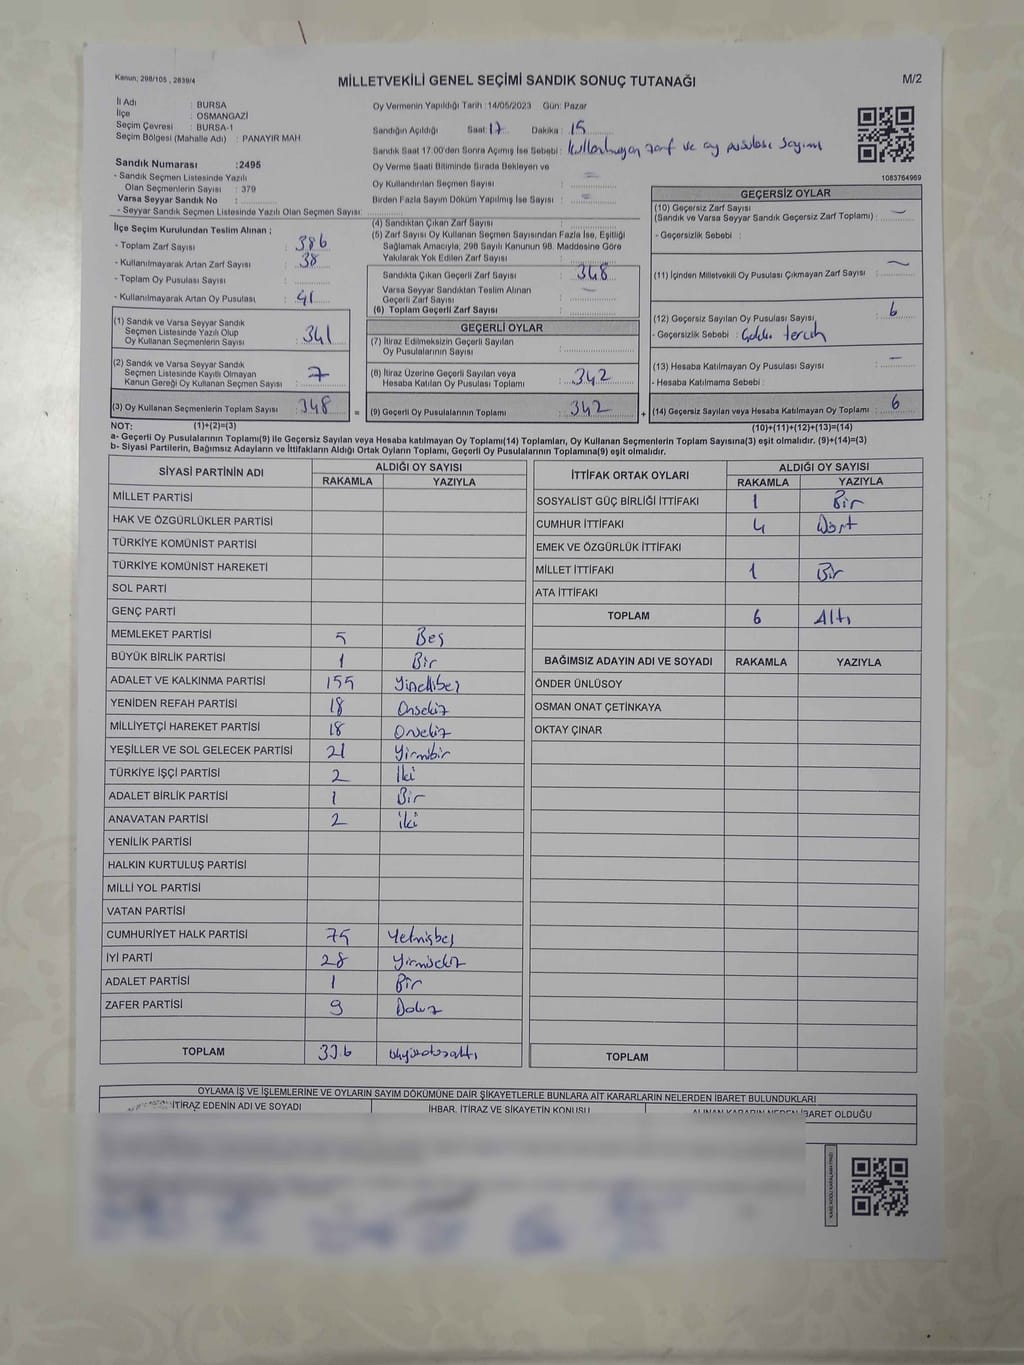 Kanun; 298/105 , 2839/4
MİLLETVEKİLİ GENEL SEÇİMİ SANDIK SONUÇ TUTANAĞI
M/2
İl Adı : BURSA
İlçe : OSMANGAZİ
Seçim Çevresi : BURSA-1
Seçim Bölgesi (Mahalle Adı) : PANAYIR MAH
Sandık Numarası :2495
- Sandık Seçmen Listesinde Yazılı
Olan Seçmenlerin Sayısı : 379
Varsa Seyyar Sandık No :
- Seyyar Sandık Seçmen Listesinde Yazılı Olan Seçmen Sayısı:
Oy Vermenin Yapıldığı Tarih :14/05/2023 Gün: Pazar
Sandığın Açıldığı Saat: 17 Dakika : 15
Sandık Saat 17:00'den Sonra Açımış İse Sebebi : Kullanılmayan zarf ve oy pusulası sayımı
Oy Verme Saati Bitiminde Sırada Bekleyen ve
Oy Kullandırılan Seçmen Sayısı : =
Birden Fazla Sayım Döküm Yapılmış İse Sayısı : =
1083764969
İlçe Seçim Kurulundan Teslim Alınan ;
- Toplam Zarf Sayısı : 386
- Kullanılmayarak Artan Zarf Sayısı : 38
- Toplam Oy Pusulası Sayısı :
- Kullanılmayarak Artan Oy Pusulası, : 41
(1) Sandık ve Varsa Seyyar Sandık
Seçmen Listesinde Yazılı Olup
Oy Kullanan Seçmenlerin Sayısı : 341
(2) Sandık ve Varsa Seyyar Sandık
Seçmen Listesinde Kayıtlı Olmayan
Kanun Gereği Oy Kullanan Seçmen Sayısı : 7
(3) Oy Kullanan Seçmenlerin Toplam Sayısı : 348 =
(4) Sandıktan Çıkan Zarf Sayısı :
(5) Zarf Sayısı Oy Kullanan Seçmen Sayısından Fazla İse, Eşitliği
Sağlamak Amacıyla; 298 Sayılı Kanunun 98. Maddesine Göre
Yakılarak Yok Edilen Zarf Sayısı :
Sandıkta Çıkan Geçerli Zarf Sayısı : 348
Varsa Seyyar Sandıktan Teslim Alınan
Geçerli Zarf Sayısı : —
(6) Toplam Geçerli Zarf Sayısı :
GEÇERLİ OYLAR
(7) İtiraz Edilmeksizin Geçerli Sayılan
Oy Pusulalarının Sayısı :
(8) İtiraz Üzerine Geçerli Sayılan veya
Hesaba Katılan Oy Pusulası Toplamı : 342
(9) Geçerli Oy Pusulalarının Toplamı : 342 +
GEÇERSİZ OYLAR
(10) Geçersiz Zarf Sayısı
(Sandık ve Varsa Seyyar Sandık Geçersiz Zarf Toplamı) : —
- Geçersizlik Sebebi :
(11) İçinden Milletvekili Oy Pusulası Çıkmayan Zarf Sayısı : —
(12) Geçersiz Sayılan Oy Pusulası Sayısı, : 6
- Geçersizlik Sebebi : Çoklu tercih
(13) Hesaba Katılmayan Oy Pusulası Sayısı : —
- Hesaba Katılmama Sebebi :
(14) Geçersiz Sayılan veya Hesaba Katılmayan Oy Toplamı : 6
NOT: (1)+(2)=(3) (10)+(11)+(12)+(13)=(14)
a- Geçerli Oy Pusulalarının Toplamı(9) ile Geçersiz Sayılan veya Hesaba katılmayan Oy Toplamı(14) Toplamları, Oy Kullanan Seçmenlerin Toplam Sayısına(3) eşit olmalıdır. (9)+(14)=(3)
b- Siyasi Partilerin, Bağımsız Adayların ve İttifakların Aldığı Ortak Oyların Toplamı, Geçerli Oy Pusulalarının Toplamına(9) eşit olmalıdır.
SİYASİ PARTİNİN ADI ALDIĞI OY SAYISI
RAKAMLA YAZIYLA
MİLLET PARTİSİ
HAK VE ÖZGÜRLÜKLER PARTİSİ
TÜRKİYE KOMÜNİST PARTİSİ
TÜRKİYE KOMÜNİST HAREKETİ
SOL PARTİ
GENÇ PARTİ
MEMLEKET PARTİSİ 5 Beş
BÜYÜK BİRLİK PARTİSİ 1 Bir
ADALET VE KALKINMA PARTİSİ 155 Yüzellibeş
YENİDEN REFAH PARTİSİ 18 Onsekiz
MİLLİYETÇİ HAREKET PARTİSİ 18 Onsekiz
YEŞİLLER VE SOL GELECEK PARTİSİ 21 Yirmibir
TÜRKİYE İŞÇİ PARTİSİ 2 İki
ADALET BİRLİK PARTİSİ 1 Bir
ANAVATAN PARTİSİ 2 iki
YENİLİK PARTİSİ
HALKIN KURTULUŞ PARTİSİ
MİLLİ YOL PARTİSİ
VATAN PARTİSİ
CUMHURİYET HALK PARTİSİ 75 Yetmişbeş
İYİ PARTİ 28 Yirmisekiz
ADALET PARTİSİ 1 Bir
ZAFER PARTİSİ 9 Dokuz
TOPLAM 336 üçyüzotuzaltı
İTTİFAK ORTAK OYLARI ALDIĞI OY SAYISI
RAKAMLA YAZIYLA
SOSYALİST GÜÇ BİRLİĞİ İTTİFAKI 1 Bir
CUMHUR İTTİFAKI 4 Dört
EMEK VE ÖZGÜRLÜK İTTİFAKI
MİLLET İTTİFAKI 1 Bir
ATA İTTİFAKI
TOPLAM 6 Altı
BAĞIMSIZ ADAYIN ADI VE SOYADI RAKAMLA YAZIYLA
ÖNDER ÜNLÜSOY
OSMAN ONAT ÇETİNKAYA
OKTAY ÇINAR
TOPLAM
OYLAMA İŞ VE İŞLEMLERİNE VE OYLARIN SAYIM DÖKÜMÜNE DAİR ŞİKAYETLERLE BUNLARA AİT KARARLARIN NELERDEN İBARET BULUNDUKLARI
İTİRAZ EDENİN ADI VE SOYADI İHBAR, İTİRAZ VE ŞİKAYETİN KONUSU ALINAN KARARIN NEDEN İBARET OLDUĞU